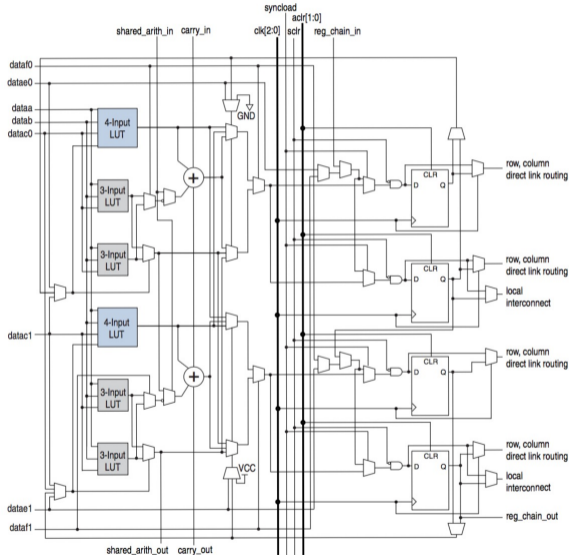 syncload
aclr[1:0]
shared_arith_in carry_in clk[2:0] sclr reg_chain_in
dataf0
datae0
dataa
datab
datac0
GND
4-Input
LUT
3-Input
LUT
3-Input
LUT
+
CLR
D Q
row, column
direct link routing
CLR
D Q
row, column
direct link routing
local
interconnect
datac1
4-Input
LUT
3-Input
LUT
3-Input
LUT
+
VCC
CLR
D Q
row, column
direct link routing
CLR
D Q
row, column
direct link routing
local
interconnect
datae1
dataf1
reg_chain_out
shared_arith_out carry_out